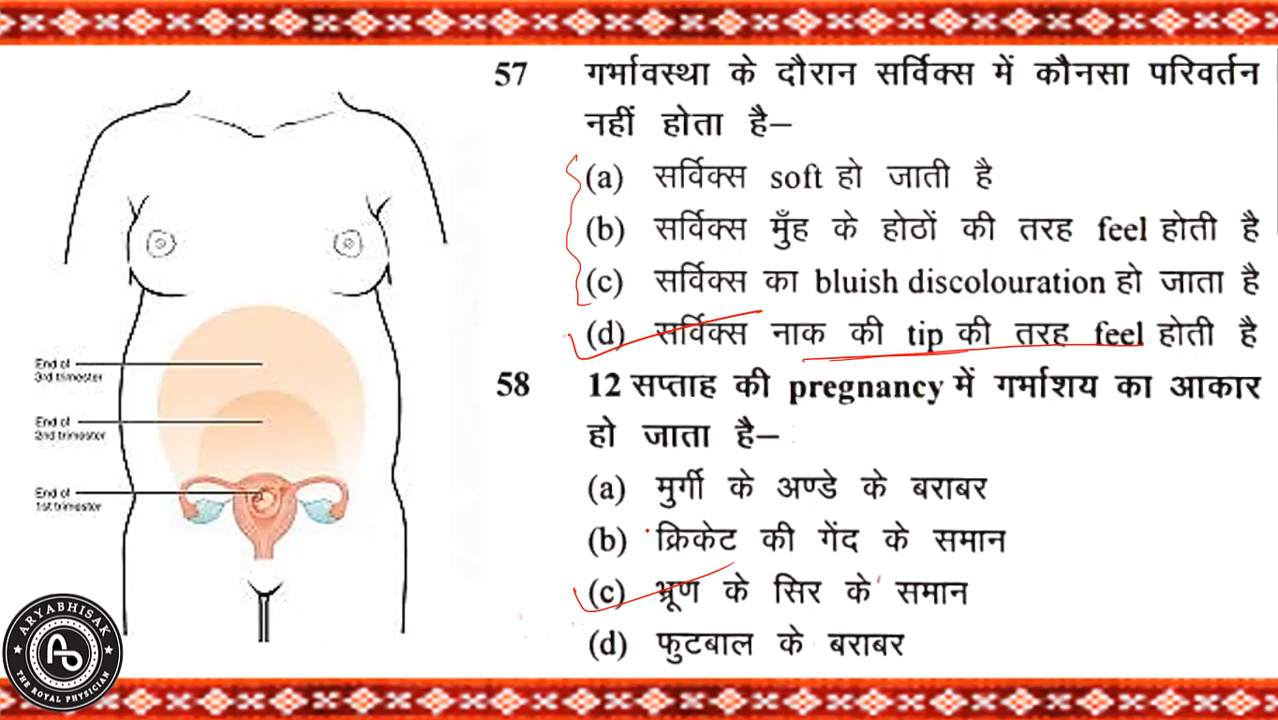 57 गर्भावस्था के दौरान सर्विक्स में कौनसा परिवर्तन
नहीं होता है–
(a) सर्विक्स soft हो जाती है
(b) सर्विक्स मुँह के होठों की तरह feel होती है
(c) सर्विक्स का bluish discolouration हो जाता है
(d) सर्विक्स नाक की tip की तरह feel होती है
58 12 सप्ताह की pregnancy में गर्भाशय का आकार
हो जाता है–
(a) मुर्गी के अण्डे के बराबर
(b) क्रिकेट की गेंद के समान
(c) भ्रूण के सिर के समान
(d) फुटबाल के बराबर
End of
3rd trimester
End of
2nd trimester
End of
1st trimester
ARYABHISAK
THE ROYAL PHYSICIAN